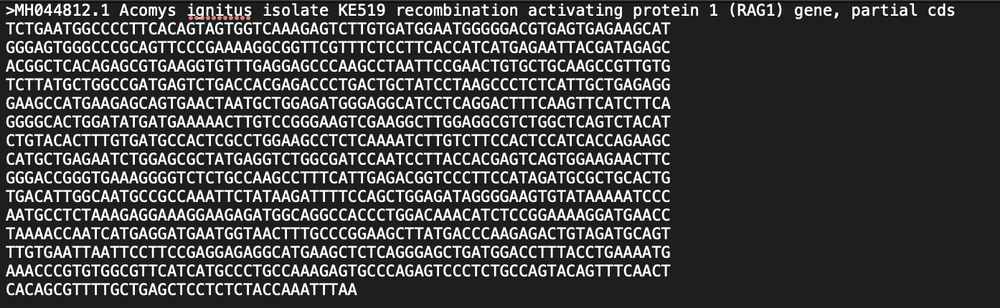 >MH044812.1 Acomys ignitus isolate KE519 recombination activating protein 1 (RAG1) gene, partial cds
TCTGAATGGCCCCTTCACAGTAGTGGTCAAAGAGTCTTGTGATGGAATGGGGGACGTGAGTGAGAAGCAT
GGGAGTGGGCCCGCAGTTCCCGAAAAGGCGGTTCGTTTCTCCTTCACCATCATGAGAATTACGATAGAGC
ACGGCTCACAGAGCGTGAAGGTGTTTGAGGAGCCCAAGCCTAATTCCGAACTGTGCTGCAAGCCGTTGTG
TCTTATGCTGGCCGATGAGTCTGACCACGAGACCCTGACTGCTATCCTAAGCCCTCTCATTGCTGAGAGG
GAAGCCATGAAGAGCAGTGAACTAATGCTGGAGATGGGAGGCATCCTCAGGACTTTCAAGTTCATCTTCA
GGGGCACTGGATATGATGAAAAACTTGTCCGGGAAGTCGAAGGCTTGGAGGCGTCTGGCTCAGTCTACAT
CTGTACACTTTGTGATGCCACTCGCCTGGAAGCCTCTCAAAATCTTGTCTTCCACTCCATCACCAGAAGC
CATGCTGAGAATCTGGAGCGCTATGAGGTCTGGCGATCCAATCCTTACCACGAGTCAGTGGAAGAACTTC
GGGACCGGGTGAAAGGGGTCTCTGCCAAGCCTTTCATTGAGACGGTCCCTTCCATAGATGCGCTGCACTG
TGACATTGGCAATGCCGCCAAATTCTATAAGATTTTCCAGCTGGAGATAGGGGAAGTGTATAAAAATCCC
AATGCCTCTAAAGAGGAAAGGAAGAGATGGCAGGCCACCCTGGACAAACATCTCCGGAAAAGGATGAACC
TAAAACCAATCATGAGGATGAATGGTAACTTTGCCCGGAAGCTTATGACCCAAGAGACTGTAGATGCAGT
TTGTGAATTAATTCCTTCCGAGGAGAGGCATGAAGCTCTCAGGGAGCTGATGGACCTTTACCTGAAAATG
AAACCCGTGTGGCGTTCATCATGCCCTGCCAAAGAGTGCCCAGAGTCCCTCTGCCAGTACAGTTTCAACT
CACAGCGTTTTGCTGAGCTCCTCTCTACCAAATTTAA